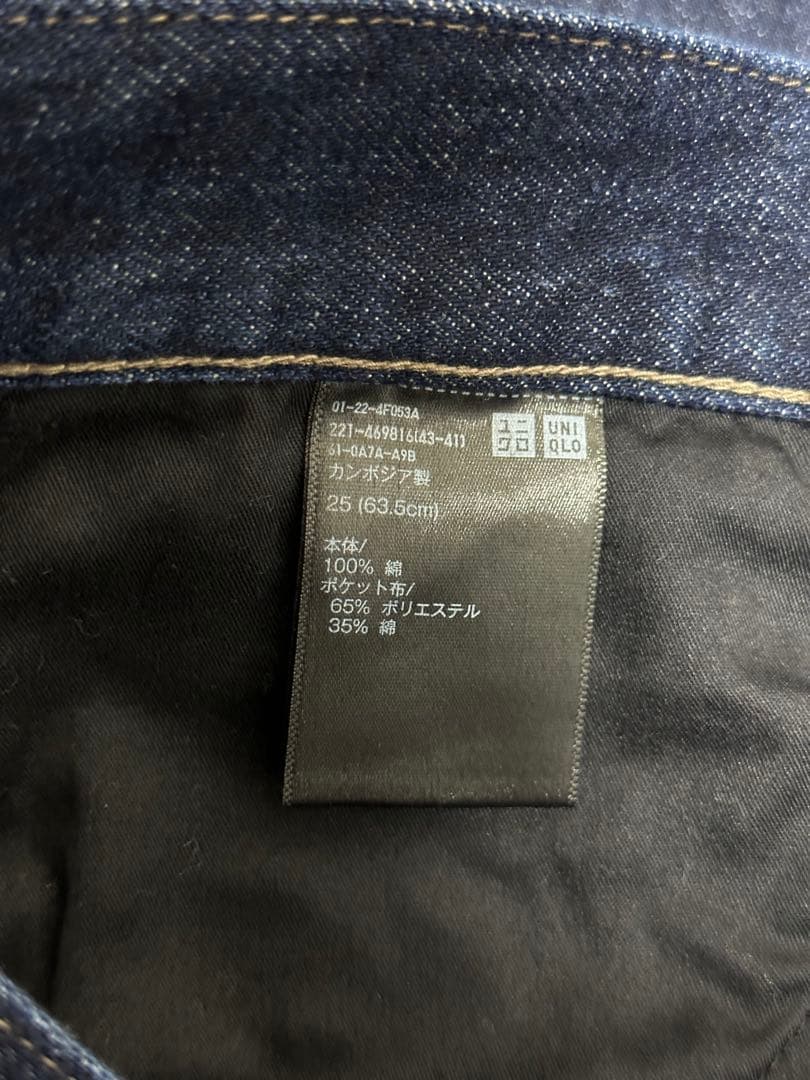 01-22-4F053A
221-469816(43-41)
61-0A7A-A9B
カンボジア製
ユニ
クロ
UNI
QLO
25 (63.5cm)
本体/
100% 綿
ポケット布/
65% ポリエステル
35% 綿